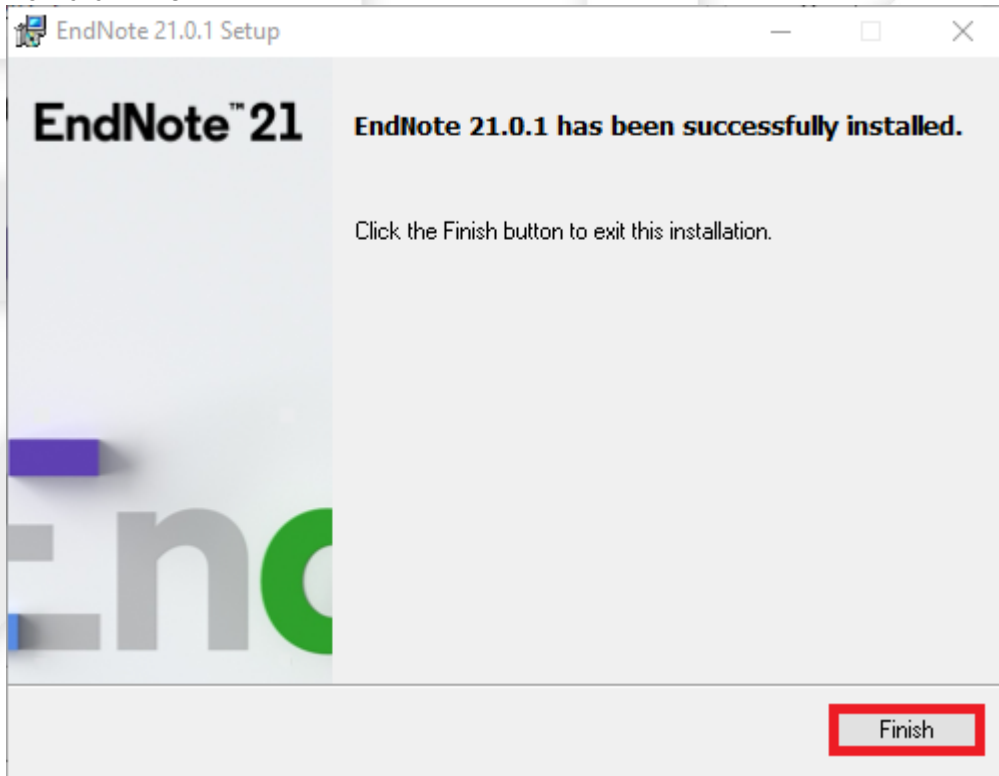 EndNote 21.0.1 Setup
EndNote™21
EndNote 21.0.1 has been successfully installed.
Click the Finish button to exit this installation.
Enc
Finish